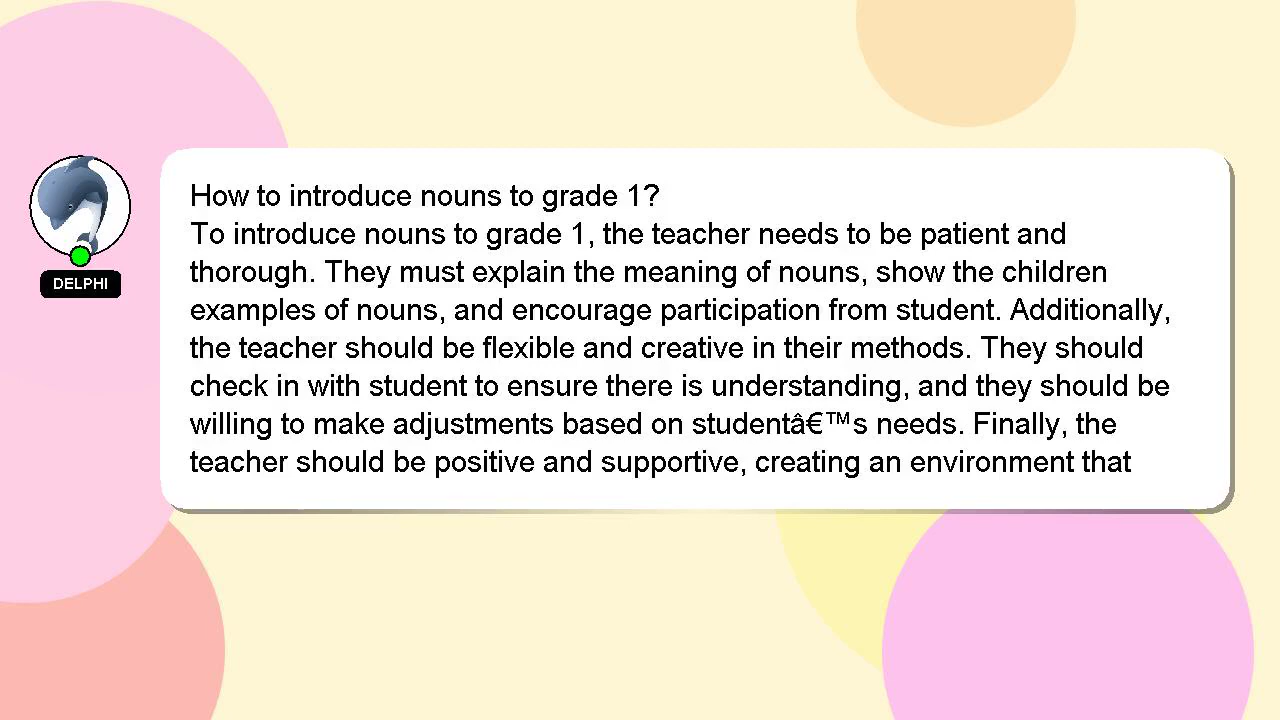 How to introduce nouns to grade 1?
To introduce nouns to grade 1, the teacher needs to be patient and
thorough. They must explain the meaning of nouns, show the children
examples of nouns, and encourage participation from student. Additionally,
the teacher should be flexible and creative in their methods. They should
check in with student to ensure there is understanding, and they should be
willing to make adjustments based on studentâ€™s needs. Finally, the
teacher should be positive and supportive, creating an environment that
DELPHI